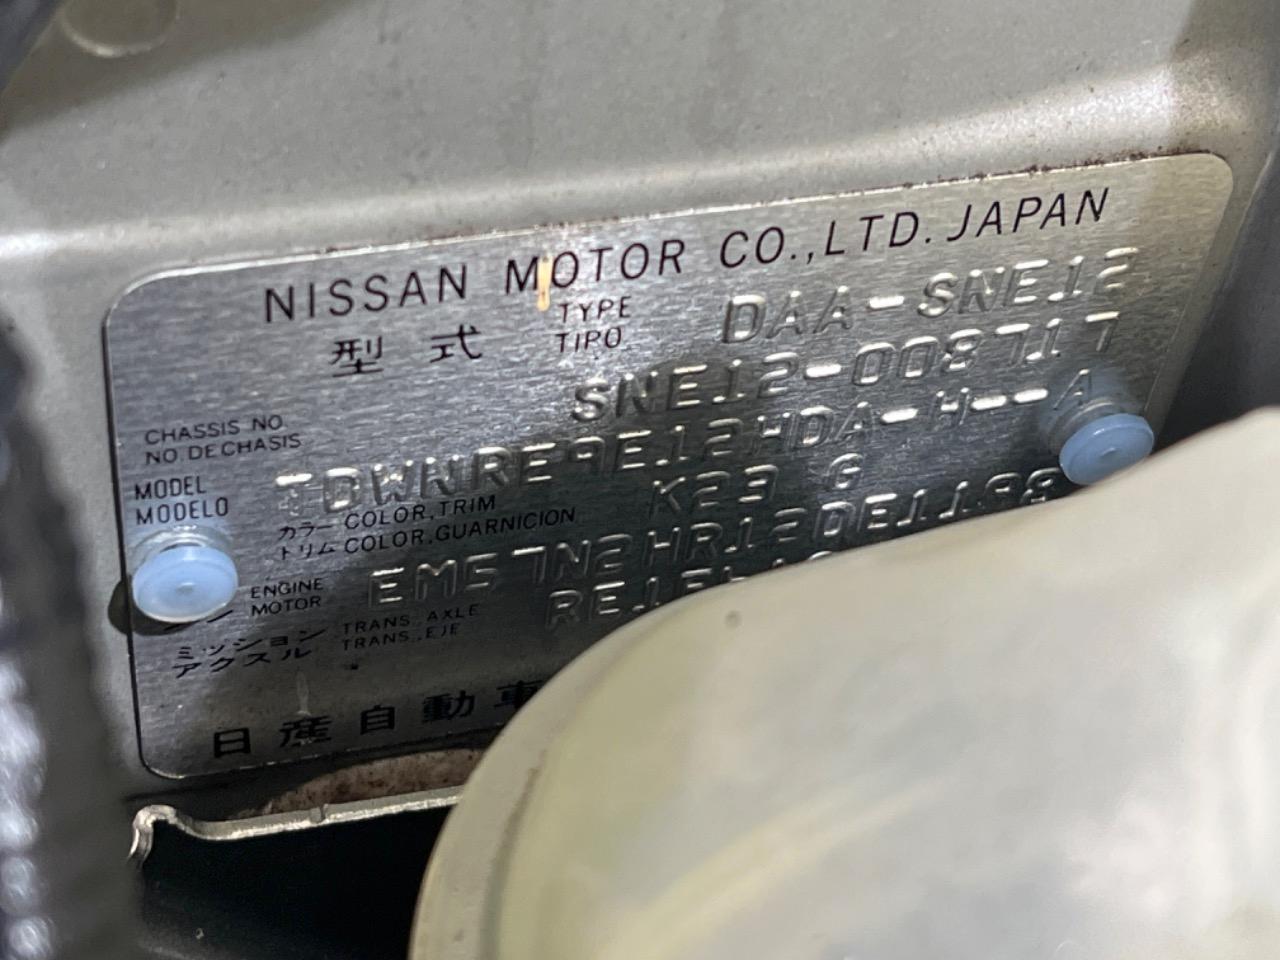 NISSAN MOTOR CO.,LTD. JAPAN
型 式 TYPE TIPO DAA-SNE12
CHASSIS NO. NO. DE CHASIS SNE12-008717
MODEL MODELO TDWNRE9E12HDA-H--A
カラー COLOR,TRIM K23 G
トリム COLOR,GUARNICION
ENGINE MOTOR EM57N2HR12DE1198
ミッション TRANS. AXLE
アクスル TRANS., EJE
日産自動車